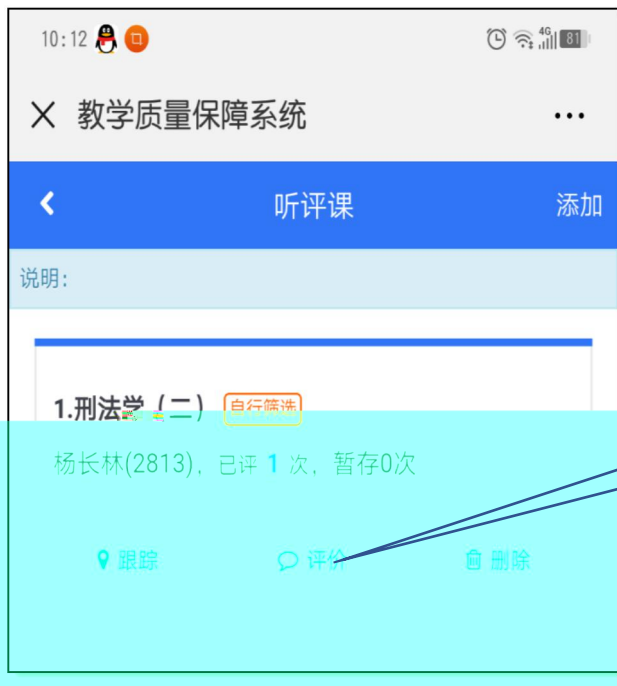 10:12 4G 81
教学质量保障系统 ...
听评课 添加
说明:
1.刑法学（二） 自行筛选
杨长林(2813), 已评 1 次, 暂存0次
跟踪 评价 删除